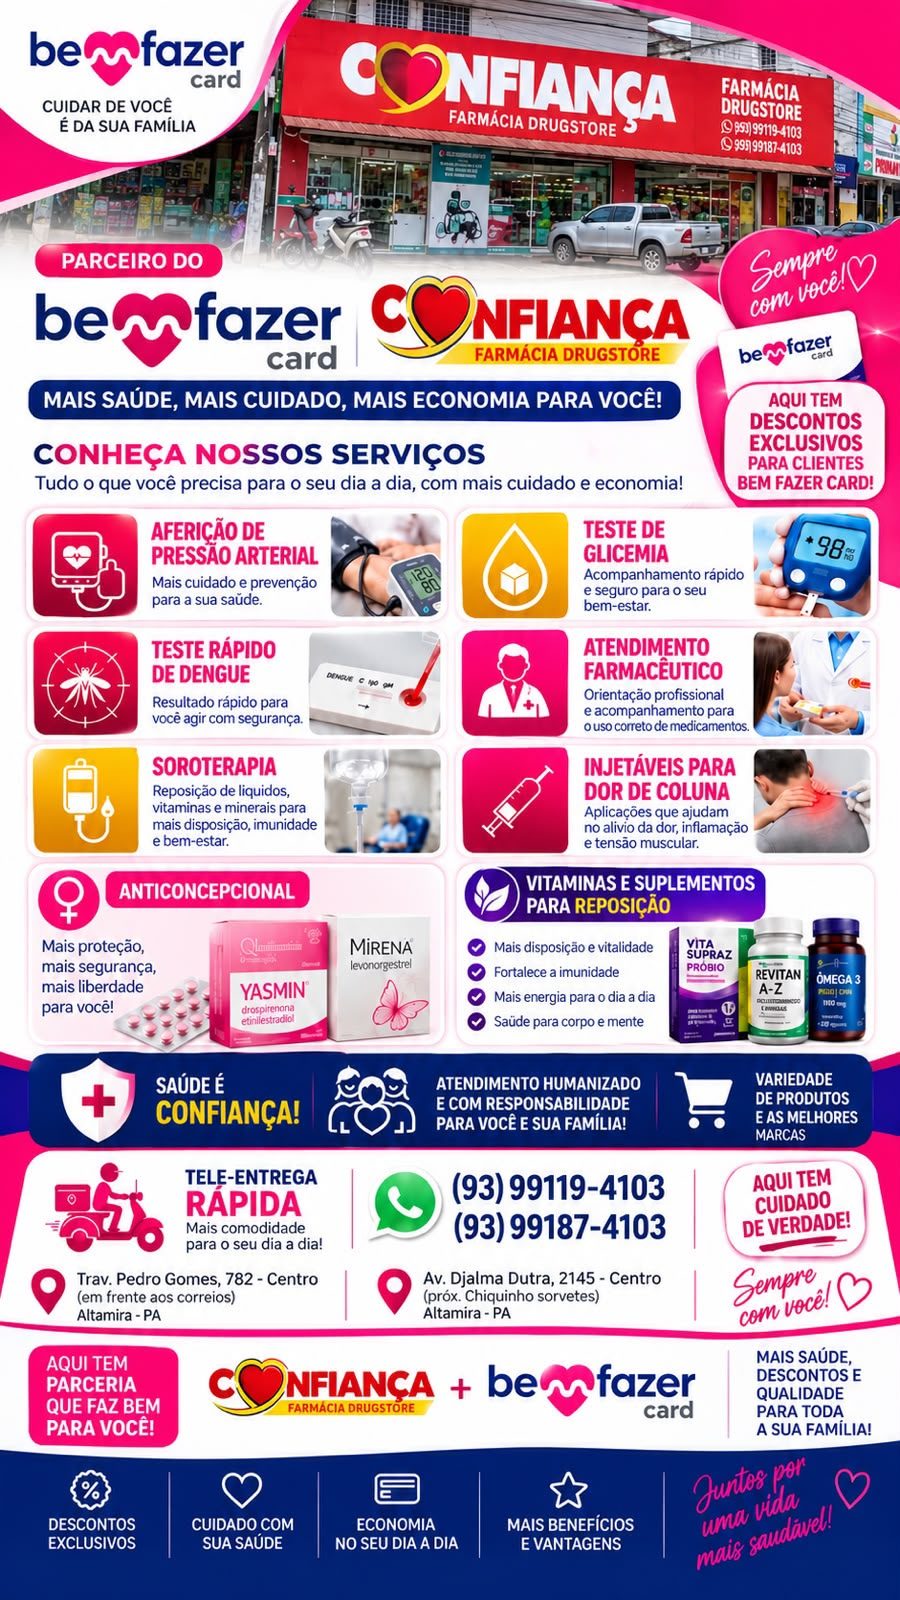 bemfazer
card
CUIDAR DE VOCÊ
É DA SUA FAMÍLIA
CONFIANÇA
FARMÁCIA DRUGSTORE
FARMÁCIA
DRUGSTORE
99119-4103
99187-4103
PARCEIRO DO
bemfazer
card
CONFIANÇA
FARMÁCIA DRUGSTORE
Sempre
com você!
bemfazer
card
MAIS SAÚDE, MAIS CUIDADO, MAIS ECONOMIA PARA VOCÊ!
AQUI TEM
DESCONTOS
EXCLUSIVOS
PARA CLIENTES
BEM FAZER CARD!
CONHEÇA NOSSOS SERVIÇOS
Tudo o que você precisa para o seu dia a dia, com mais cuidado e economia!
AFERIÇÃO DE
PRESSÃO ARTERIAL
Mais cuidado e prevenção
para a sua saúde.
120
80
TESTE DE
GLICEMIA
Acompanhamento rápido
e seguro para o seu
bem-estar.
98
TESTE RÁPIDO
DE DENGUE
Resultado rápido para
você agir com segurança.
DENGUE C IgG gM
ATENDIMENTO
FARMACÊUTICO
Orientação profissional
e acompanhamento para
o uso correto de medicamentos.
SOROTERAPIA
Reposição de líquidos,
vitaminas e minerais para
mais disposição, imunidade
e bem-estar.
INJETÁVEIS PARA
DOR DE COLUNA
Aplicações que ajudam
no alivio da dor, inflamação
e tensão muscular.
ANTICONCEPCIONAL
Mais proteção,
mais segurança,
mais liberdade
para você!
YASMIN
drospirenona
etinilestradiol
MIRENA
levonorgestrel
VITAMINAS E SUPLEMENTOS
PARA REPOSIÇÃO
Mais disposição e vitalidade
Fortalece a imunidade
Mais energia para o dia a dia
Saúde para corpo e mente
VITA
SUPRAZ
PRÓBIO
REVITAN
A-Z
ÔMEGA 3
1100 mg
SAÚDE É
CONFIANÇA!
ATENDIMENTO HUMANIZADO
E COM RESPONSABILIDADE
PARA VOCÊ E SUA FAMÍLIA!
VARIEDADE
DE PRODUTOS
E AS MELHORES
MARCAS
TELE-ENTREGA
RÁPIDA
Mais comodidade
para o seu dia a dia!
(93) 99119-4103
(93) 99187-4103
AQUI TEM
CUIDADO
DE VERDADE!
Trav. Pedro Gomes, 782 - Centro
(em frente aos correios)
Altamira - PA
Av. Djalma Dutra, 2145 - Centro
(próx. Chiquinho sorvetes)
Altamira - PA
Sempre
com você!
AQUI TEM
PARCERIA
QUE FAZ BEM
PARA VOCÊ!
CONFIANÇA
FARMÁCIA DRUGSTORE
+
bemfazer
card
MAIS SAÚDE,
DESCONTOS E
QUALIDADE
PARA TODA
A SUA FAMÍLIA!
DESCONTOS
EXCLUSIVOS
CUIDADO COM
SUA SAÚDE
ECONOMIA
NO SEU DIA A DIA
MAIS BENEFÍCIOS
E VANTAGENS
Juntos por
uma vida
mais saudável!